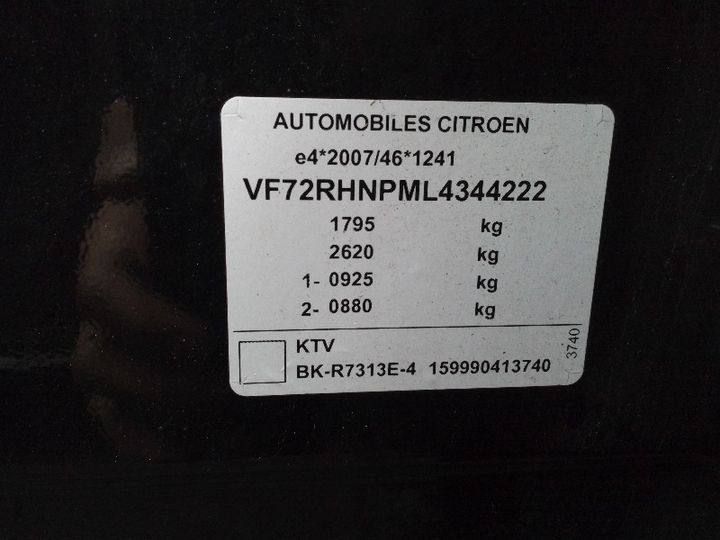 AUTOMOBILES CITROEN
e4*2007/46*1241
VF72RHNPML4344222
1795 kg
2620 kg
1- 0925 kg
2- 0880 kg
KTV
BK-R7313E-4 159990413740
3740